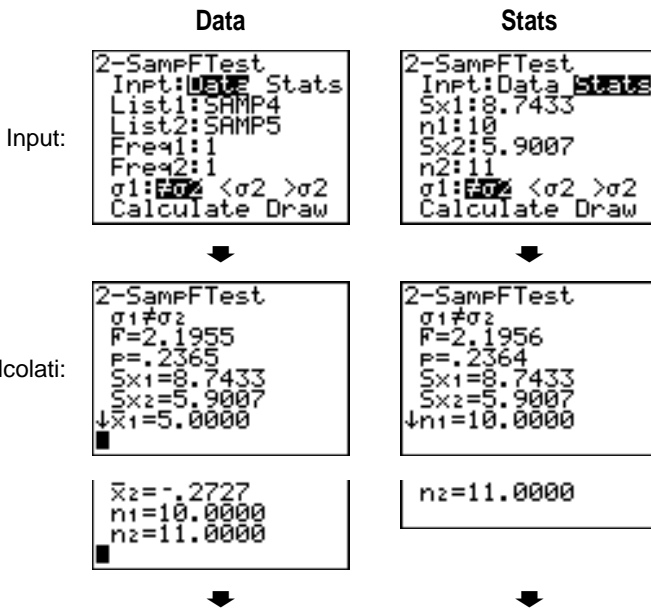 Data
Stats
Input:
2-SampFTest
Inpt:Data Stats
List1:SAMP4
List2:SAMP5
Freq1:1
Freq2:1
σ1:≠σ2 <σ2 >σ2
Calculate Draw
2-SampFTest
Inpt:Data Stats
Sx1:8.7433
n1:10
Sx2:5.9007
n2:11
σ1:≠σ2 <σ2 >σ2
Calculate Draw
lcolati:
2-SampFTest
σ1≠σ2
F=2.1955
p=.2365
Sx1=8.7433
Sx2=5.9007
↓x̄1=5.0000
x̄2=-.2727
n1=10.0000
n2=11.0000
2-SampFTest
σ1≠σ2
F=2.1956
p=.2364
Sx1=8.7433
Sx2=5.9007
↓n1=10.0000
n2=11.0000